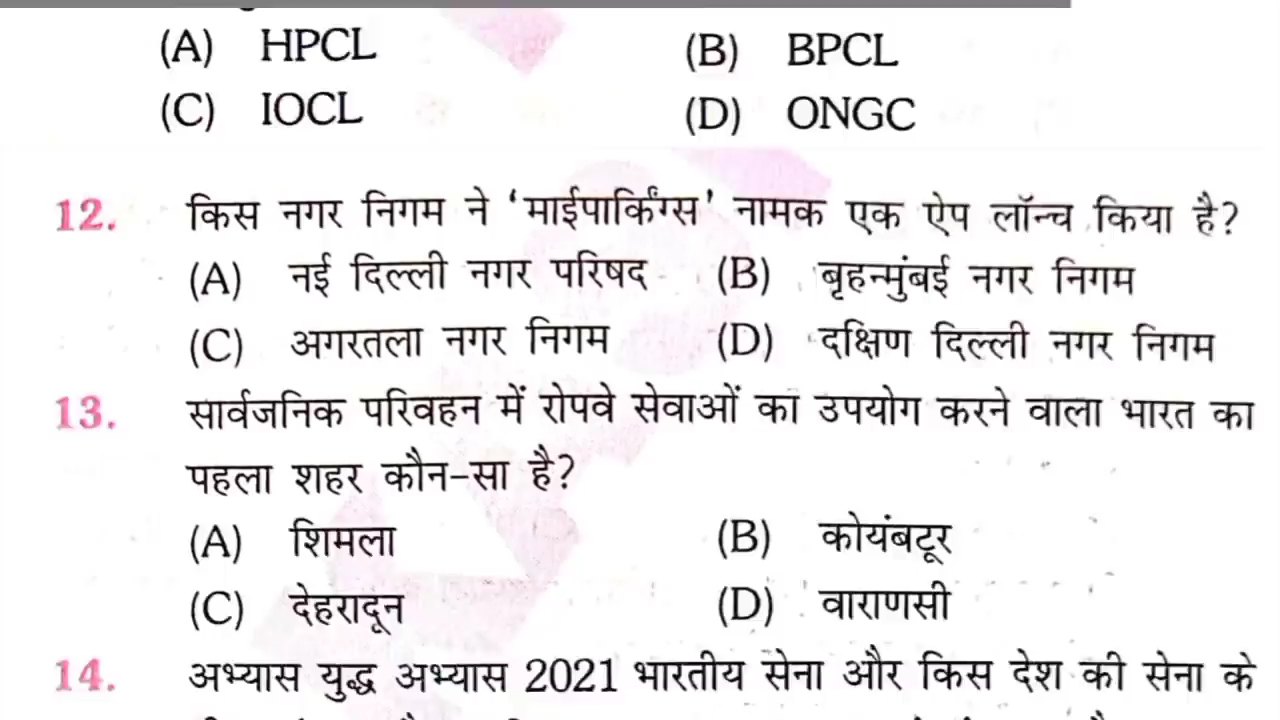 (A) HPCL (B) BPCL
(C) IOCL (D) ONGC
12. किस नगर निगम ने ‘माईपार्किंग्स’ नामक एक ऐप लॉन्च किया है?
(A) नई दिल्ली नगर परिषद (B) बृहन्मुंबई नगर निगम
(C) अगरतला नगर निगम (D) दक्षिण दिल्ली नगर निगम
13. सार्वजनिक परिवहन में रोपवे सेवाओं का उपयोग करने वाला भारत का
पहला शहर कौन-सा है?
(A) शिमला (B) कोयंबटूर
(C) देहरादून (D) वाराणसी
14. अभ्यास युद्ध अभ्यास 2021 भारतीय सेना और किस देश की सेना के